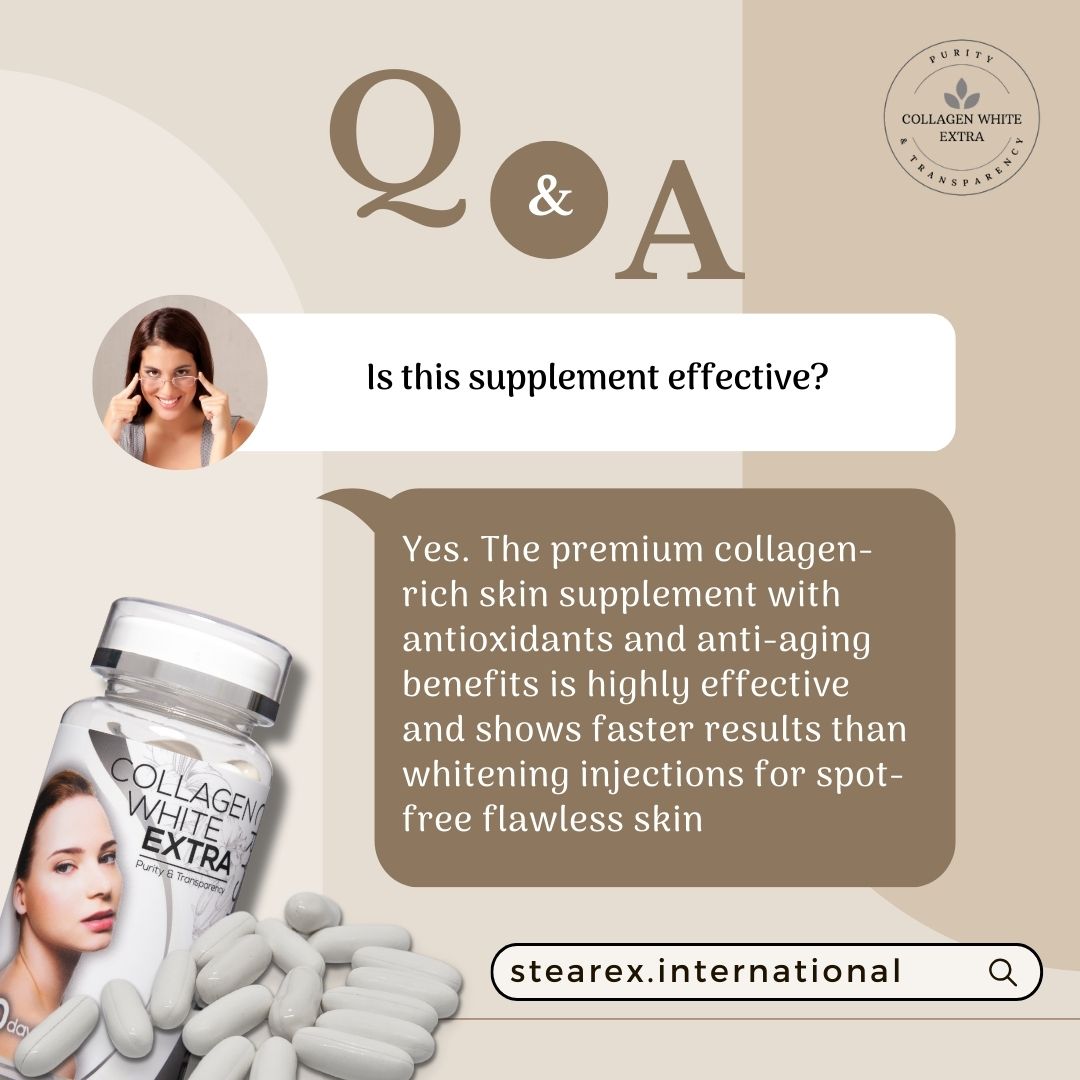 PURITY
COLLAGEN WHITE
EXTRA
& TRANSPARENCY
Q & A
Is this supplement effective?
Yes. The premium collagen-
rich skin supplement with
antioxidants and anti-aging
benefits is highly effective
and shows faster results than
whitening injections for spot-
free flawless skin
COLLAGEN
WHITE
EXTRA
Purity & Transparency
stearex.international